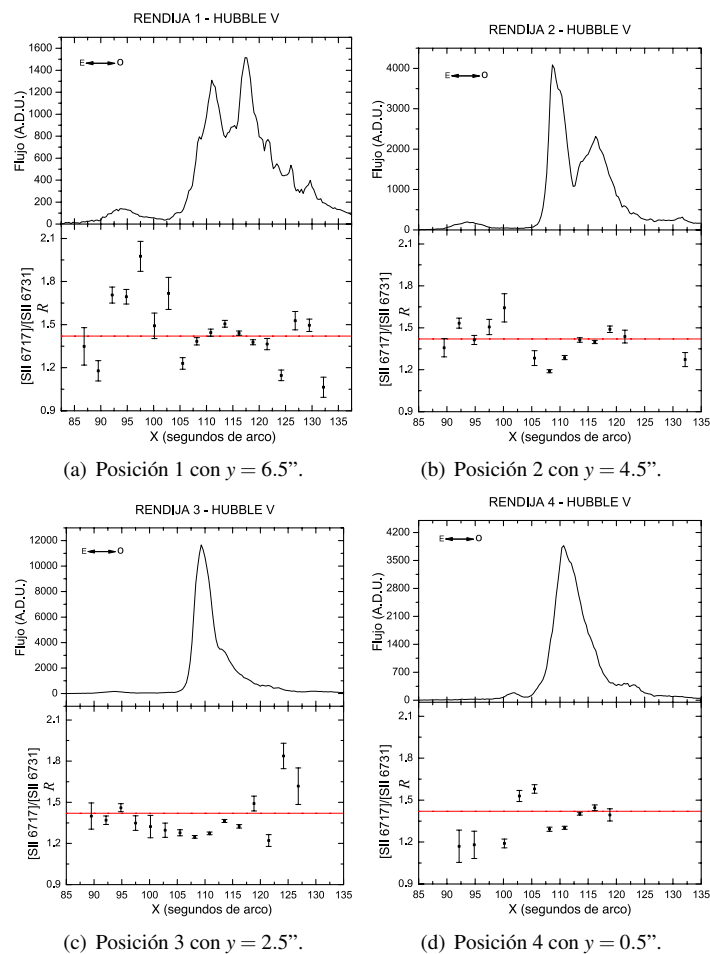 RENDIJA 1 - HUBBLE V
E O
Flujo (A.D.U.)
1600
1400
1200
1000
800
600
400
200
0
2.1
1.8
1.5
1.2
0.9
[SII 6717]/[SII 6731]
R
85 90 95 100 105 110 115 120 125 130 135
X (segundos de arco)
(a) Posición 1 con y = 6.5”.
RENDIJA 2 - HUBBLE V
E O
Flujo (A.D.U.)
4000
3000
2000
1000
0
2.1
1.8
1.5
1.2
0.9
[SII 6717]/[SII 6731]
R
85 90 95 100 105 110 115 120 125 130 135
X (segundos de arco)
(b) Posición 2 con y = 4.5”.
RENDIJA 3 - HUBBLE V
E O
Flujo (A.D.U.)
12000
10000
8000
6000
4000
2000
0
2.1
1.8
1.5
1.2
0.9
[SII 6717]/[SII 6731]
R
85 90 95 100 105 110 115 120 125 130 135
X (segundos de arco)
(c) Posición 3 con y = 2.5”.
RENDIJA 4 - HUBBLE V
E O
Flujo (A.D.U.)
4200
3500
2800
2100
1400
700
0
2.1
1.8
1.5
1.2
0.9
[SII 6717]/[SII 6731]
R
85 90 95 100 105 110 115 120 125 130 135
X (segundos de arco)
(d) Posición 4 con y = 0.5”.